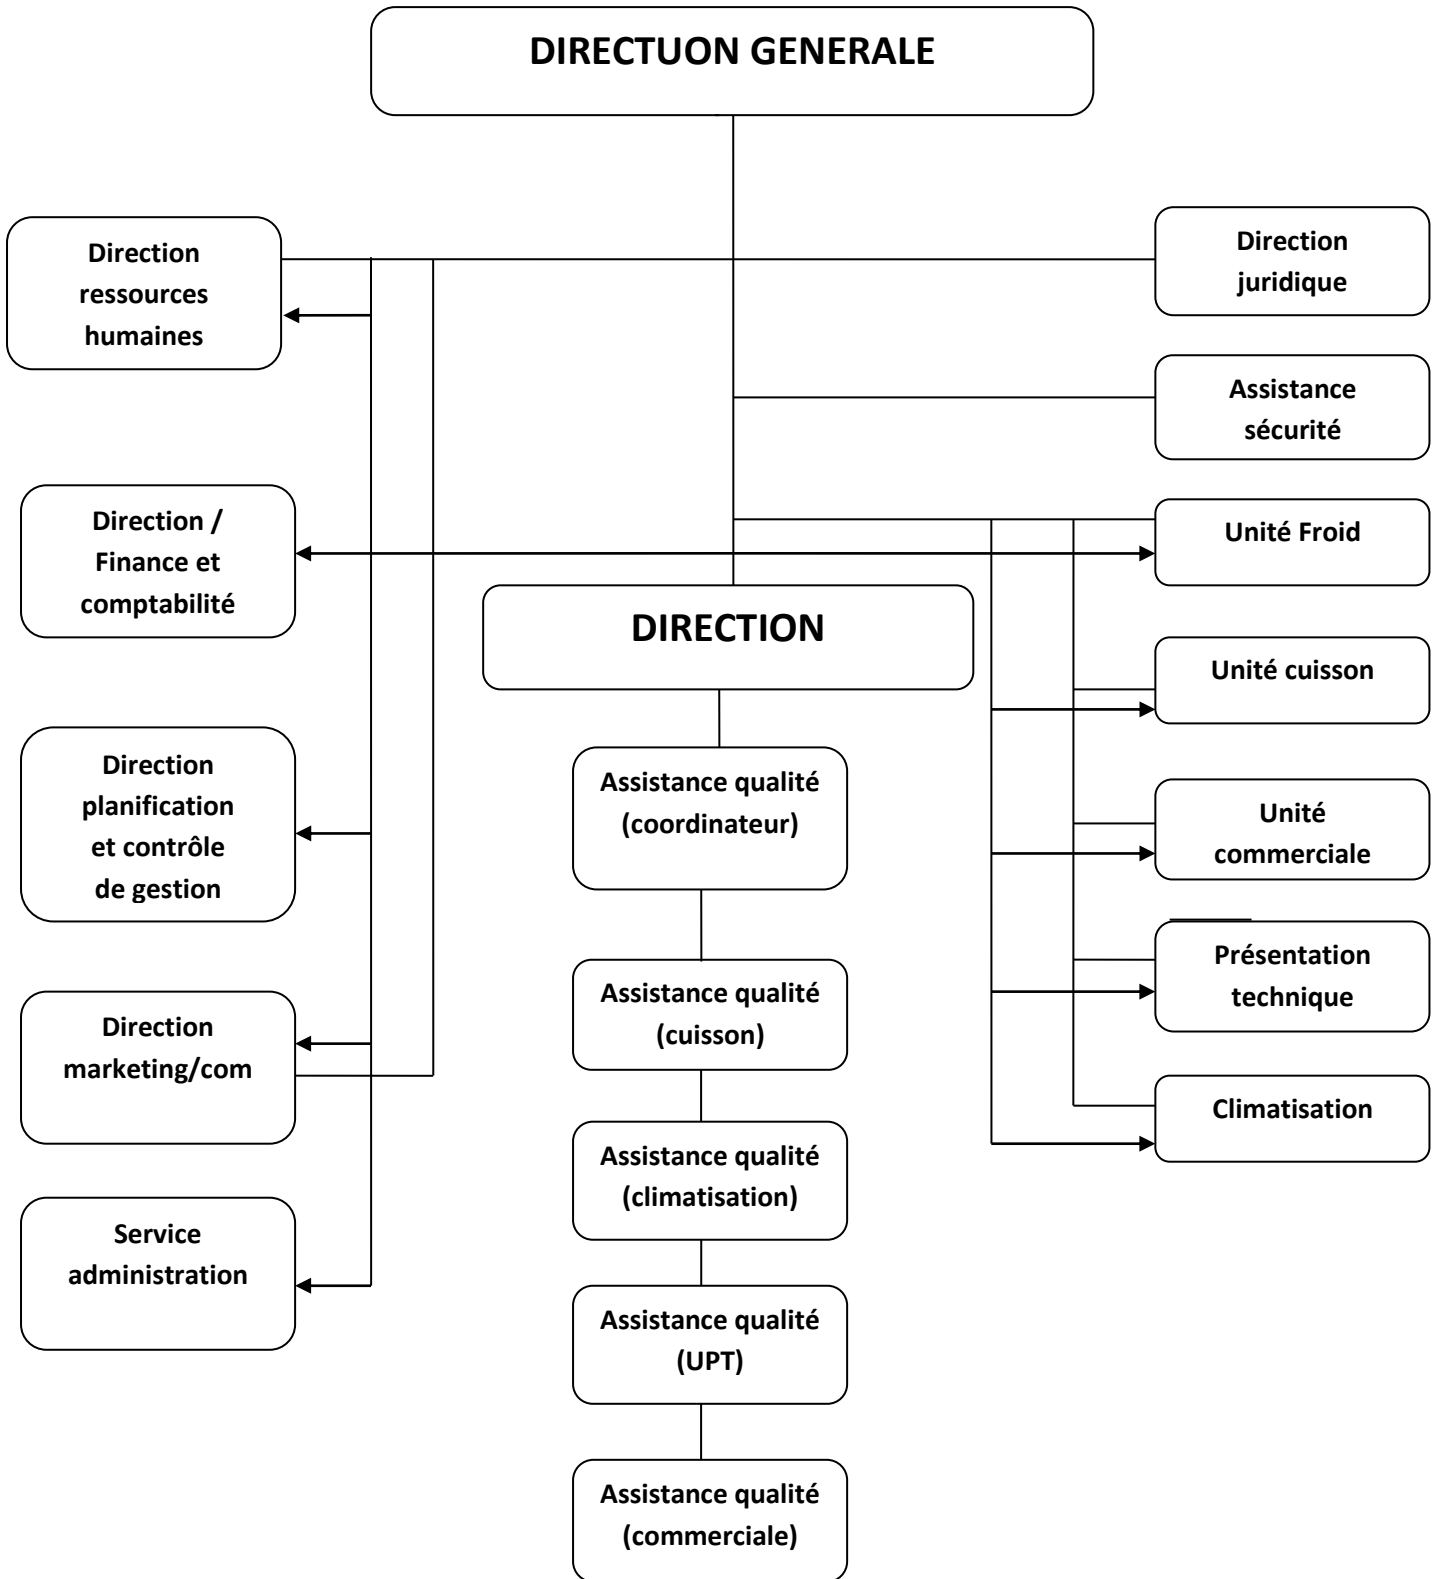 DIRECTUON GENERALE
Direction
ressources
humaines
Direction
juridique
Assistance
sécurité
Direction /
Finance et
comptabilité
Unité Froid
DIRECTION
Unité cuisson
Direction
planification
et contrôle
de gestion
Assistance qualité
(coordinateur)
Unité
commerciale
Présentation
technique
Assistance qualité
(cuisson)
Direction
marketing/com
Climatisation
Assistance qualité
(climatisation)
Service
administration
Assistance qualité
(UPT)
Assistance qualité
(commerciale)